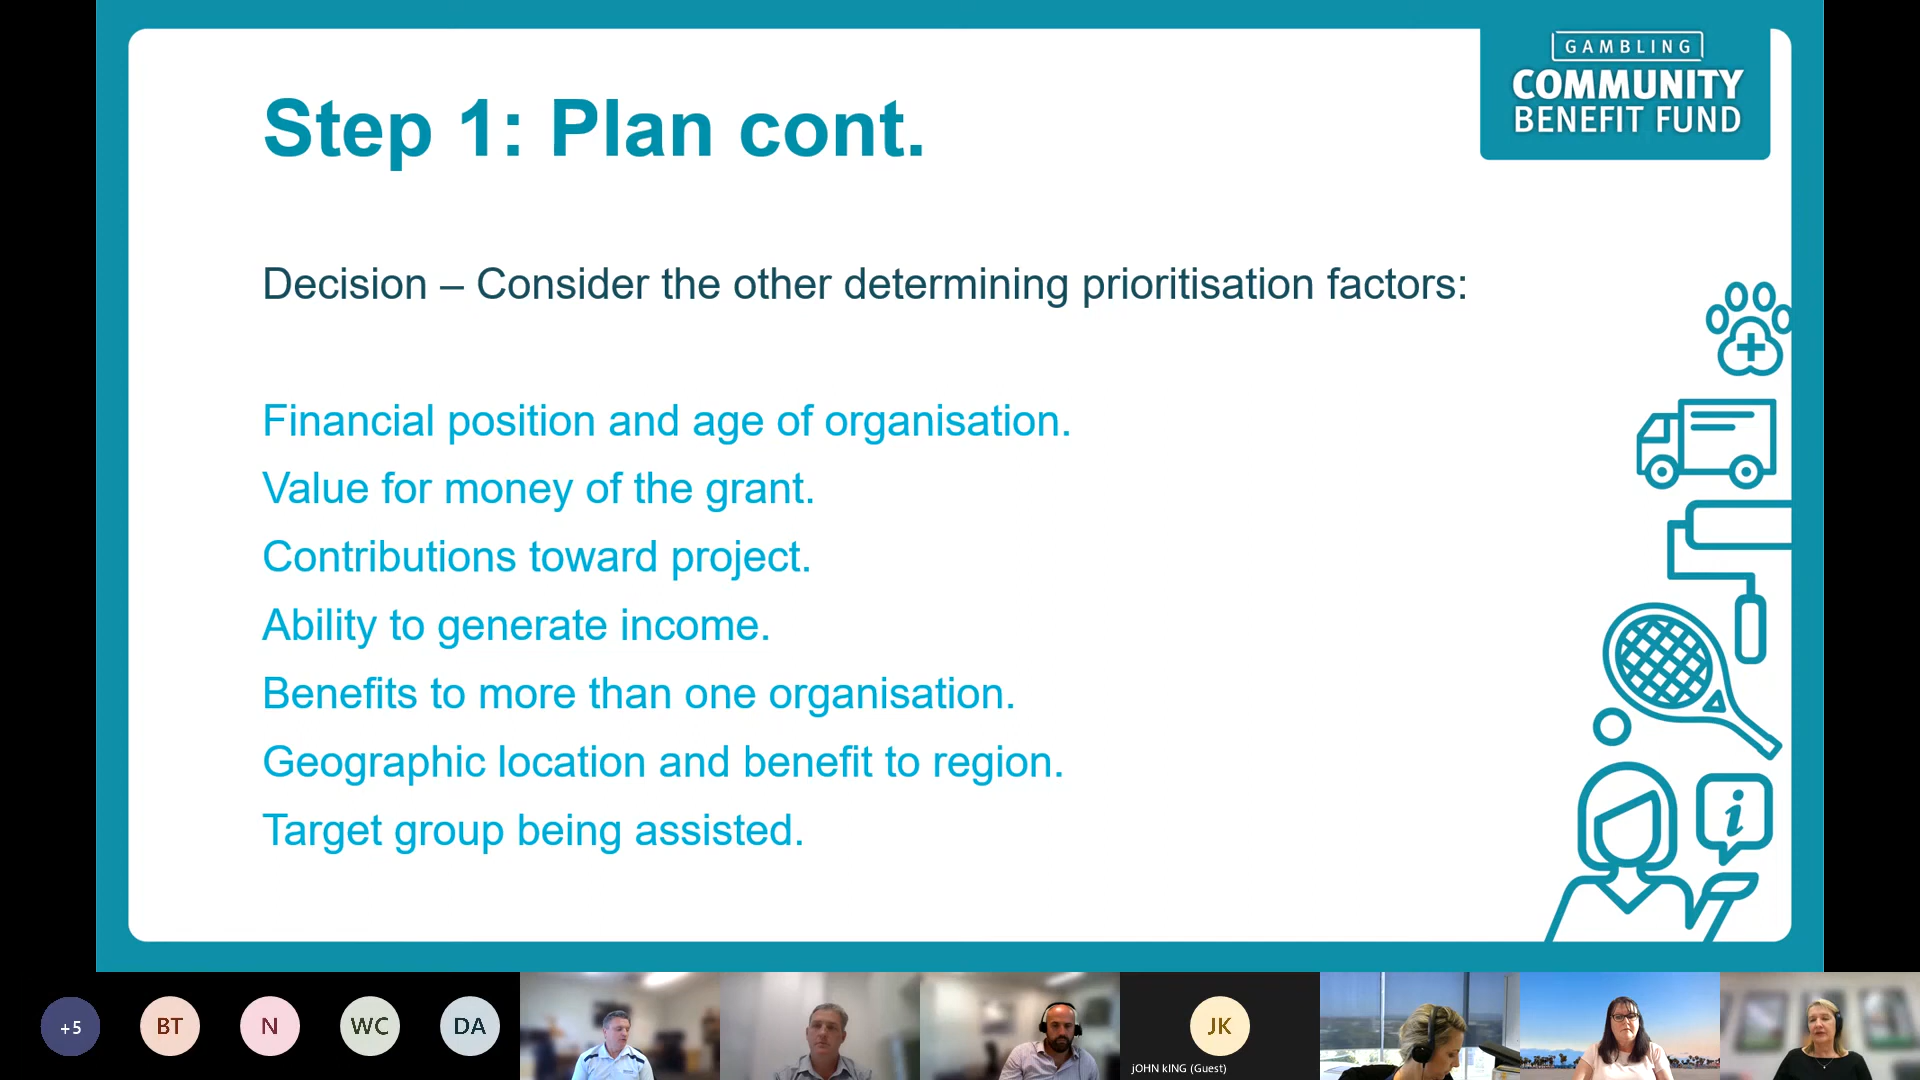 GAMBLING
COMMUNITY
BENEFIT FUND
Step 1: Plan cont.
Decision – Consider the other determining prioritisation factors:
Financial position and age of organisation.
Value for money of the grant.
Contributions toward project.
Ability to generate income.
Benefits to more than one organisation.
Geographic location and benefit to region.
Target group being assisted.
i
+5
BT
N
WC
DA
JK
jOHN kING (Guest)